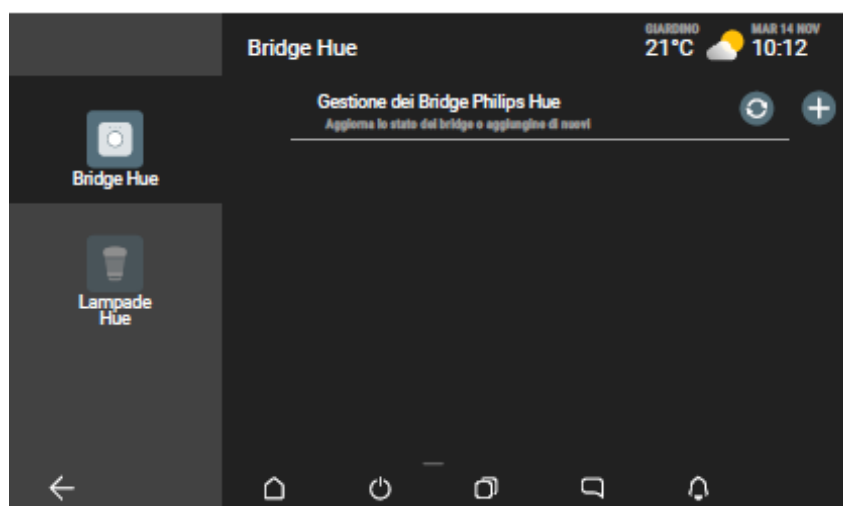 Bridge Hue
GIARDINO
21°C
MAR 14 NOV
10:12
Gestione dei Bridge Philips Hue
Aggiorna lo stato dei bridge o aggiungine di nuovi
Bridge Hue
Lampade
Hue